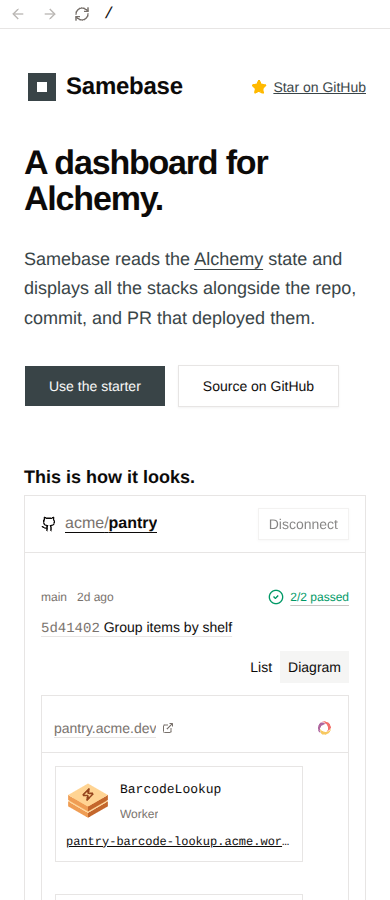 /
Samebase
Star on GitHub
A dashboard for
Alchemy.
Samebase reads the Alchemy state and
displays all the stacks alongside the repo,
commit, and PR that deployed them.
Use the starter
Source on GitHub
This is how it looks.
acme/pantry
Disconnect
main 2d ago
2/2 passed
5d41402 Group items by shelf
List
Diagram
pantry.acme.dev
BarcodeLookup
Worker
pantry-barcode-lookup.acme.wor…